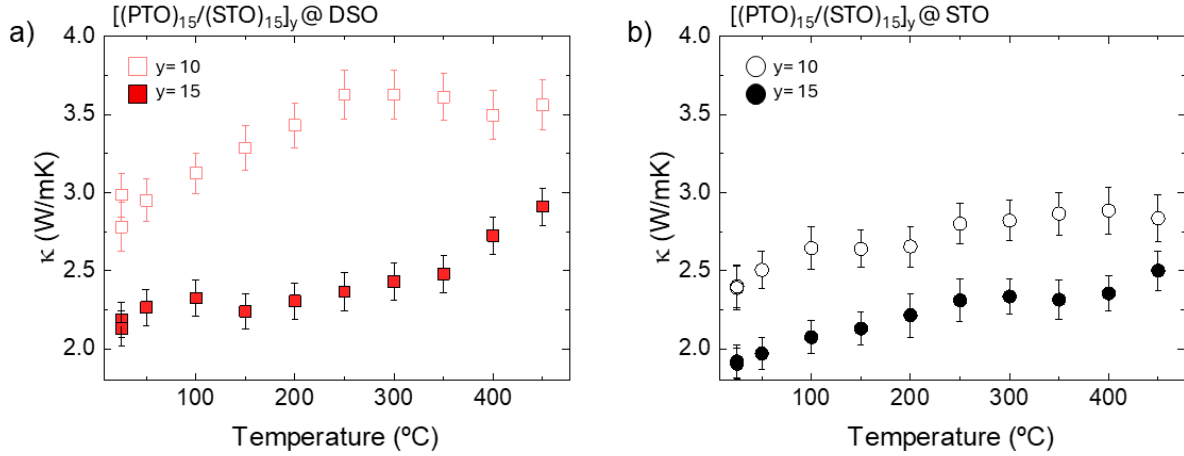 a) [(PTO)₁₅/(STO)₁₅]y @ DSO
4.0
3.5
3.0
2.5
2.0
κ (W/mK)
y= 10
y= 15
100 200 300 400
Temperature (ºC)
b) [(PTO)₁₅/(STO)₁₅]y @ STO
4.0
3.5
3.0
2.5
2.0
κ (W/mK)
y= 10
y= 15
100 200 300 400
Temperature (ºC)